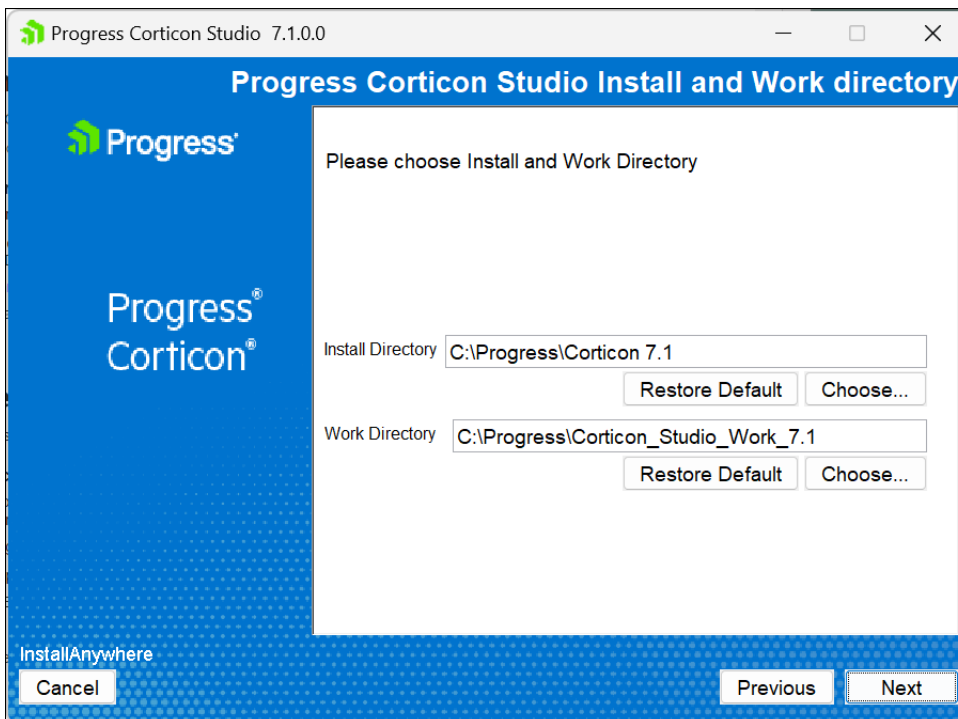 Progress Corticon Studio 7.1.0.0
Progress Corticon Studio Install and Work directory
Progress
Please choose Install and Work Directory
Progress®
Corticon®
Install Directory C:\Progress\Corticon 7.1
Restore Default Choose...
Work Directory C:\Progress\Corticon_Studio_Work_7.1
Restore Default Choose...
InstallAnywhere
Cancel Previous Next